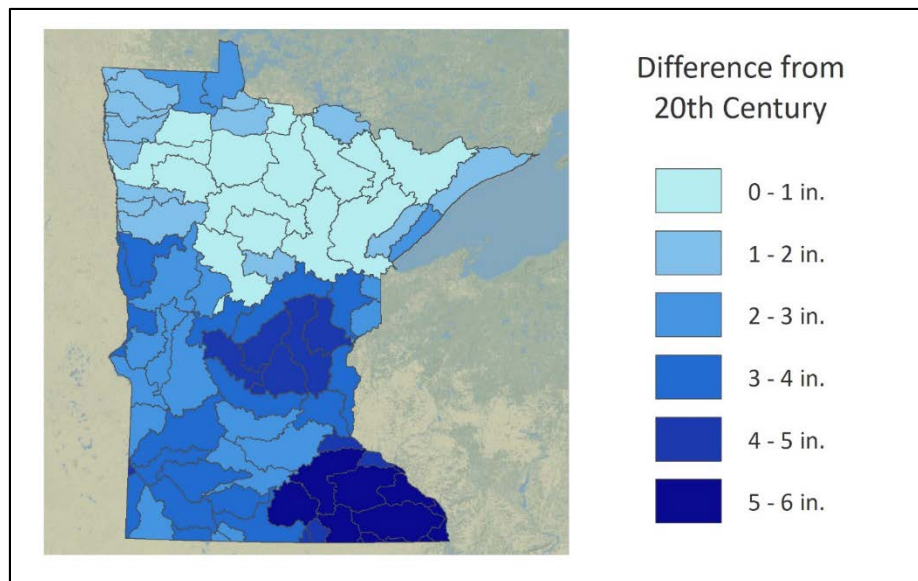 Difference from
20th Century
0 - 1 in.
1 - 2 in.
2 - 3 in.
3 - 4 in.
4 - 5 in.
5 - 6 in.